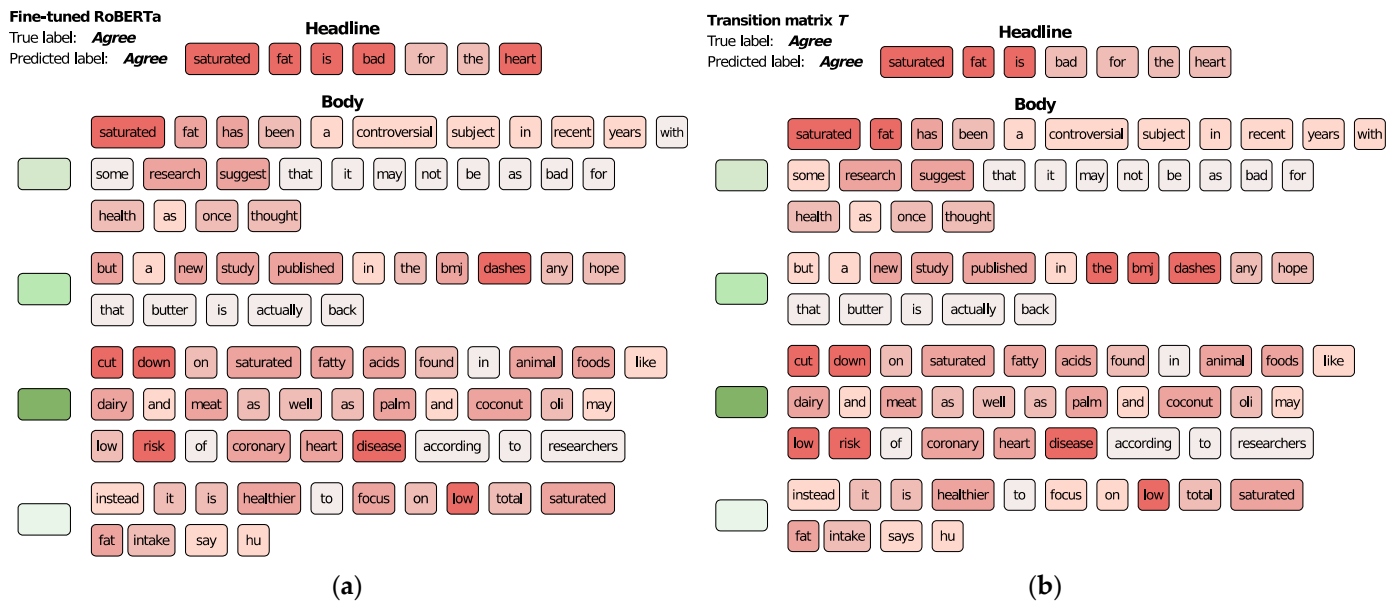 Fine-tuned RoBERTa
True label: Agree
Predicted label: Agree
Headline
saturated fat is bad for the heart
Body
saturated fat has been a controversial subject in recent years with
some research suggest that it may not be as bad for
health as once thought
but a new study published in the bmj dashes any hope
that butter is actually back
cut down on saturated fatty acids found in animal foods like
dairy and meat as well as palm and coconut oli may
low risk of coronary heart disease according to researchers
instead it is healthier to focus on low total saturated
fat intake say hu
(a)
Transition matrix T
True label: Agree
Predicted label: Agree
Headline
saturated fat is bad for the heart
Body
saturated fat has been a controversial subject in recent years with
some research suggest that it may not be as bad for
health as once thought
but a new study published in the bmj dashes any hope
that butter is actually back
cut down on saturated fatty acids found in animal foods like
dairy and meat as well as palm and coconut oli may
low risk of coronary heart disease according to researchers
instead it is healthier to focus on low total saturated
fat intake says hu
(b)